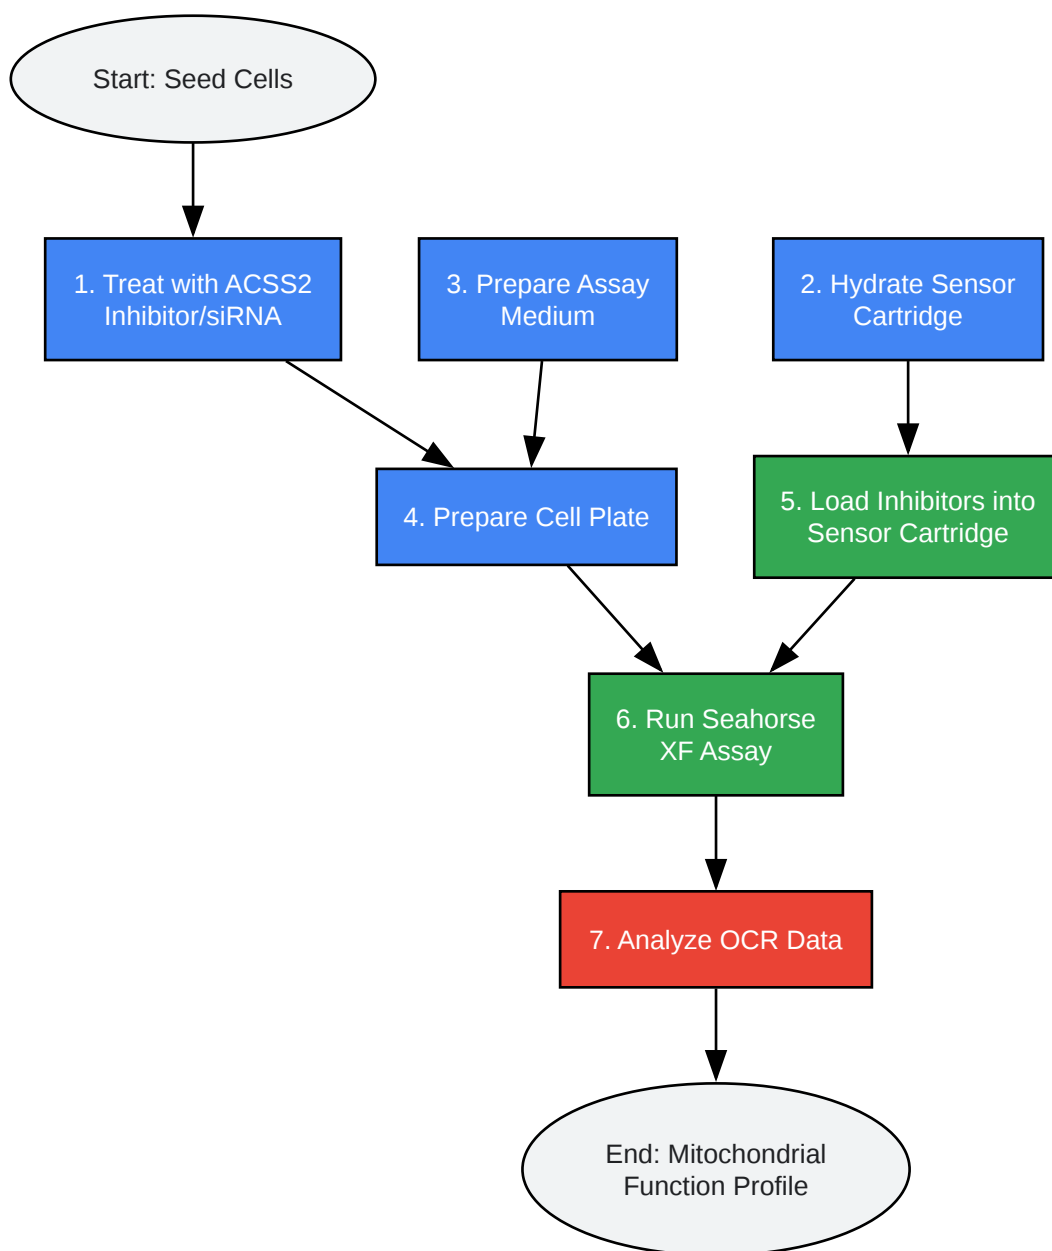 Start: Seed Cells
1. Treat with ACSS2
Inhibitor/siRNA
3. Prepare Assay
Medium
2. Hydrate Sensor
Cartridge
4. Prepare Cell Plate
5. Load Inhibitors into
Sensor Cartridge
6. Run Seahorse
XF Assay
7. Analyze OCR Data
End: Mitochondrial
Function Profile